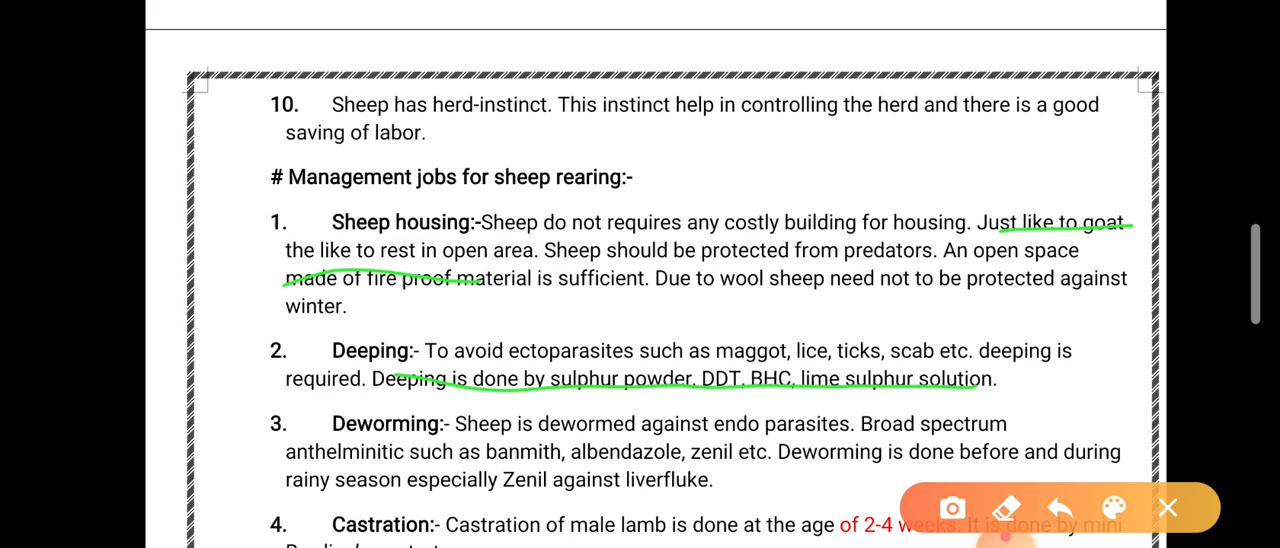 10. Sheep has herd-instinct. This instinct help in controlling the herd and there is a good
saving of labor.
# Management jobs for sheep rearing:-
1. Sheep housing:-Sheep do not requires any costly building for housing. Just like to goat
the like to rest in open area. Sheep should be protected from predators. An open space
made of fire proof material is sufficient. Due to wool sheep need not to be protected against
winter.
2. Deeping:- To avoid ectoparasites such as maggot, lice, ticks, scab etc. deeping is
required. Deeping is done by sulphur powder, DDT, BHC, lime sulphur solution.
3. Deworming:- Sheep is dewormed against endo parasites. Broad spectrum
anthelminitic such as banmith, albendazole, zenil etc. Deworming is done before and during
rainy season especially Zenil against liverfluke.
4. Castration:- Castration of male lamb is done at the age of 2-4 weeks. It is done by mini